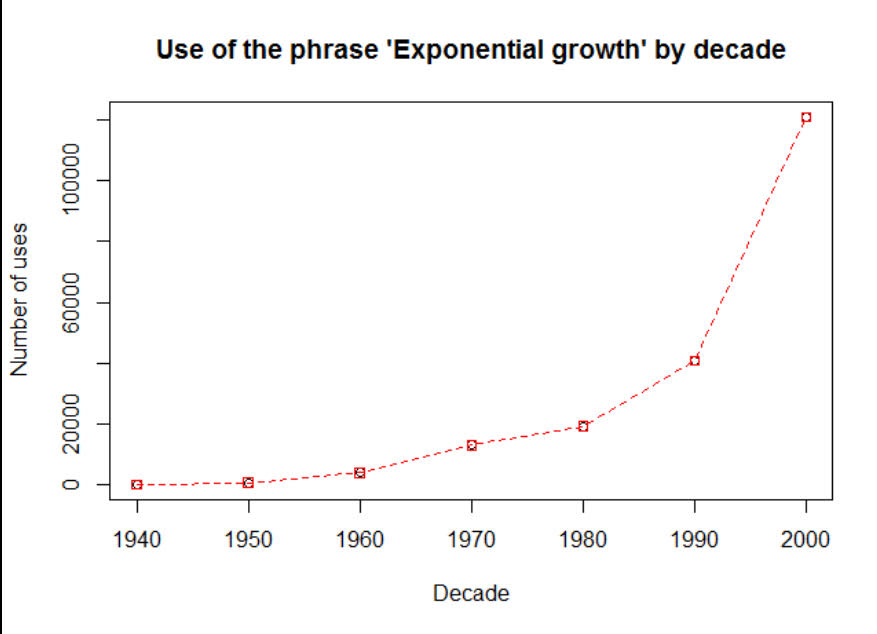 Use of the phrase 'Exponential growth' by decade
100000
60000
20000
0
Number of uses
1940 1950 1960 1970 1980 1990 2000
Decade